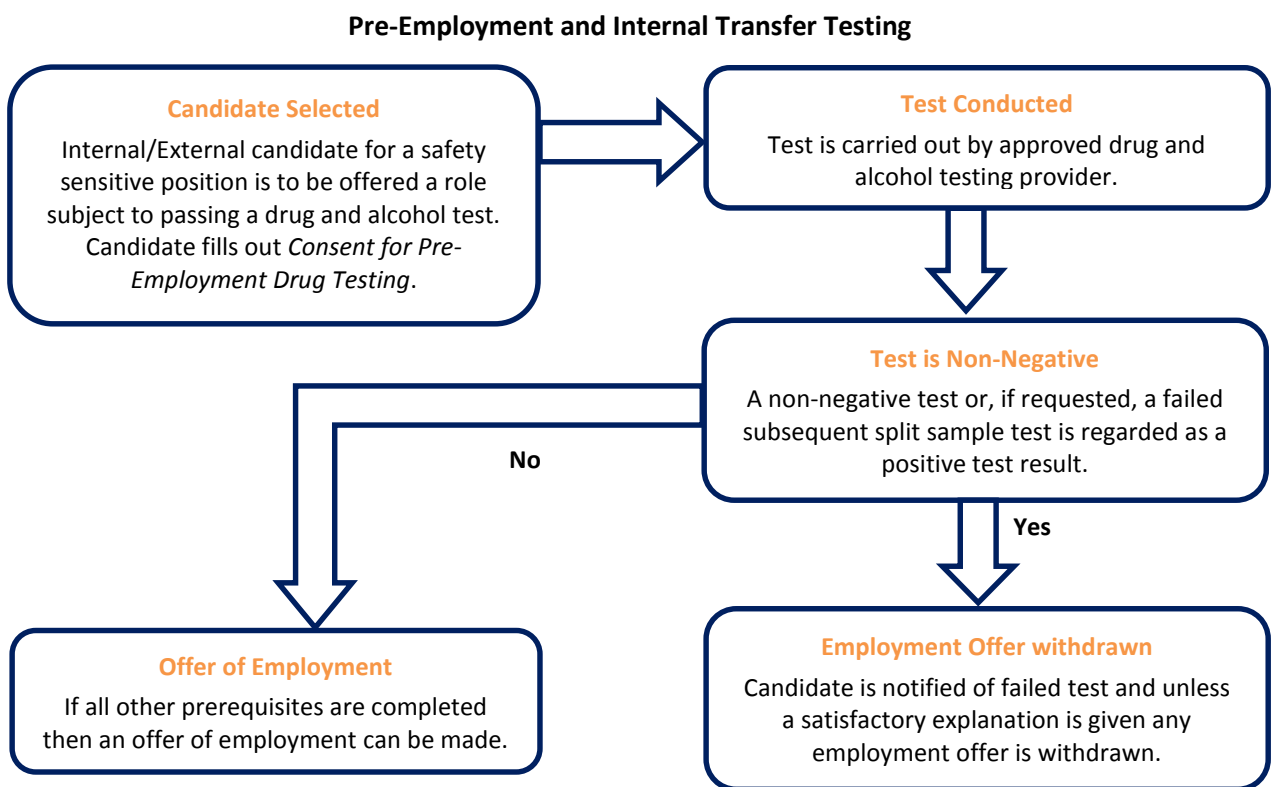 Pre-Employment and Internal Transfer Testing
Candidate Selected
Internal/External candidate for a safety
sensitive position is to be offered a role
subject to passing a drug and alcohol test.
Candidate fills out Consent for Pre-
Employment Drug Testing.
Test Conducted
Test is carried out by approved drug and
alcohol testing provider.
Test is Non-Negative
A non-negative test or, if requested, a failed
subsequent split sample test is regarded as a
positive test result.
No
Yes
Offer of Employment
If all other prerequisites are completed
then an offer of employment can be made.
Employment Offer withdrawn
Candidate is notified of failed test and unless
a satisfactory explanation is given any
employment offer is withdrawn.